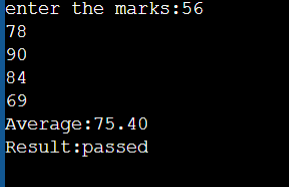 enter the marks:56
78
90
84
69
Average:75.40
Result:passed